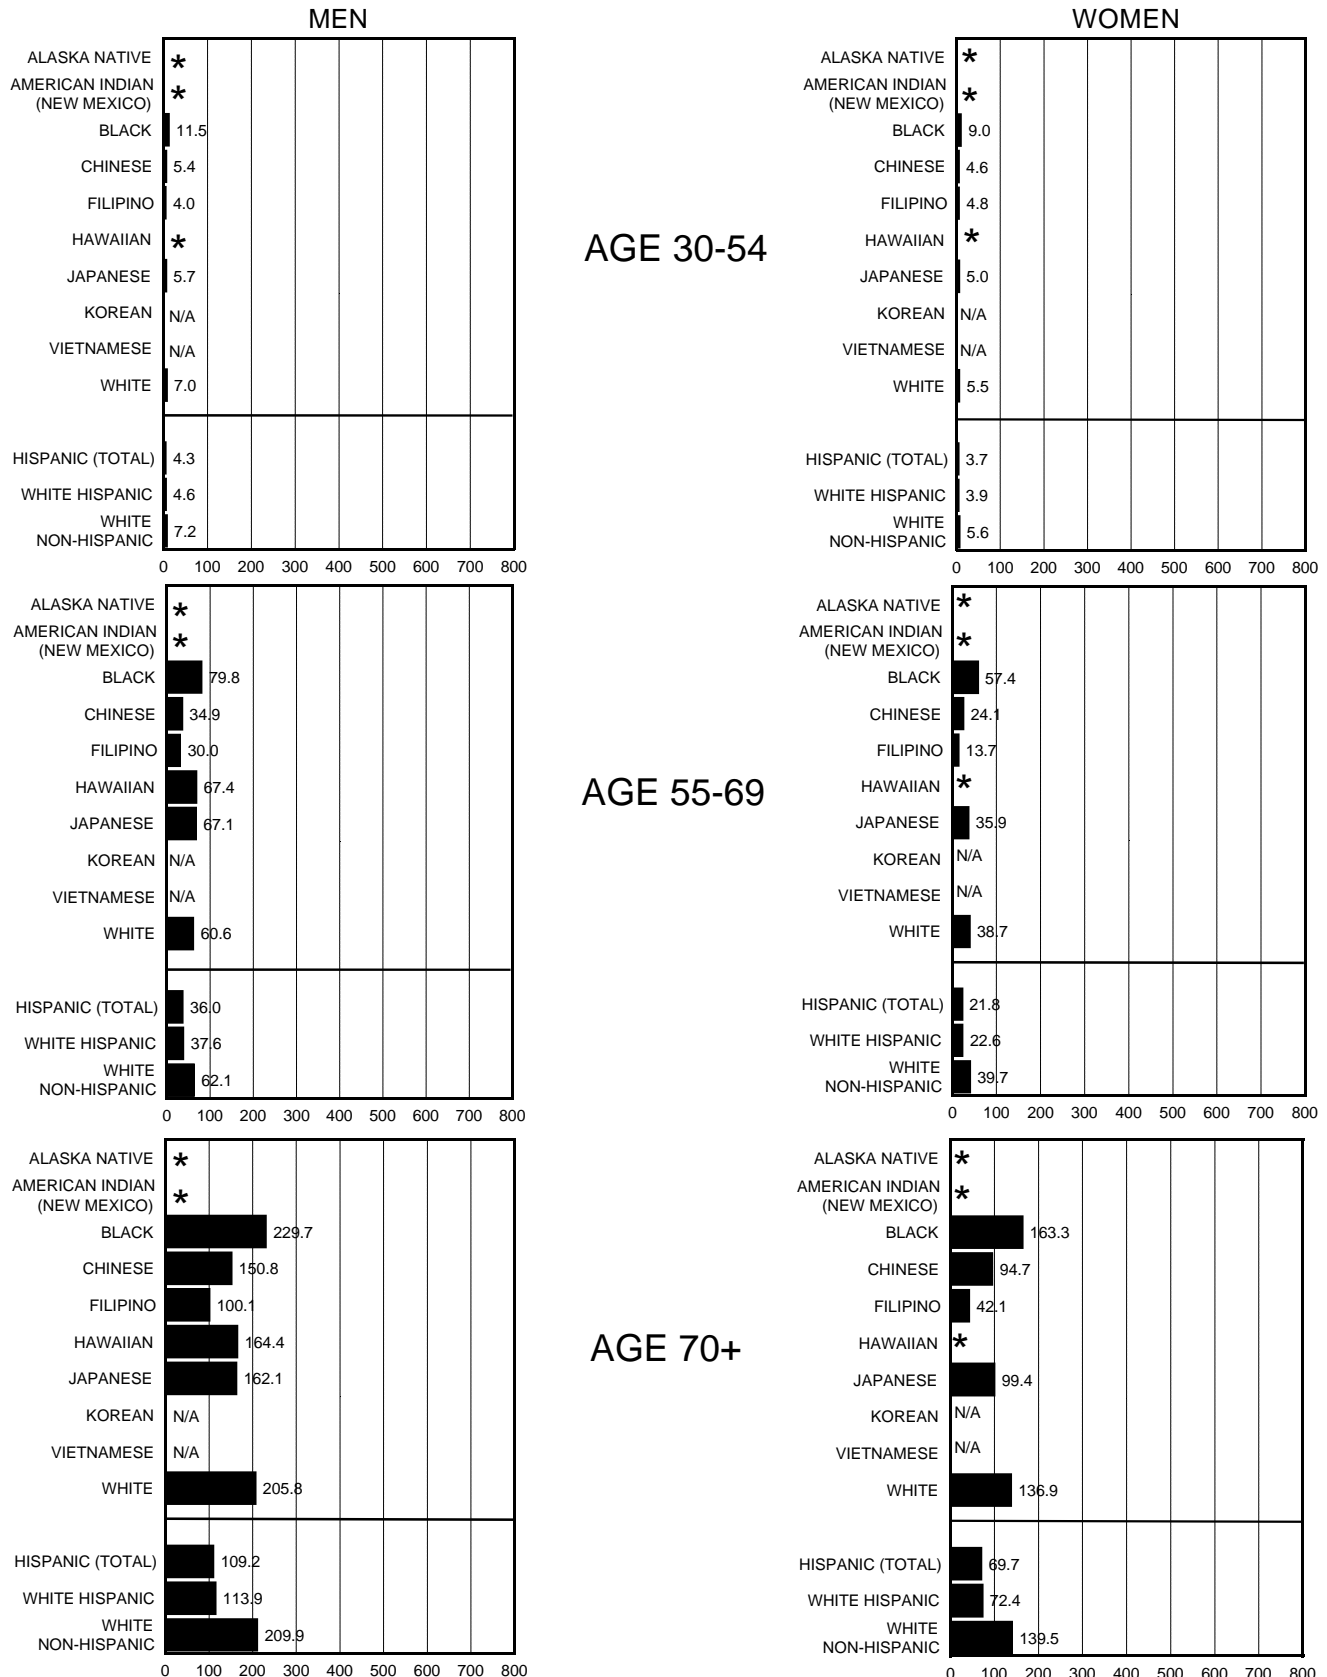 MEN
ALASKA NATIVE *
AMERICAN INDIAN
(NEW MEXICO) *
BLACK 11.5
CHINESE 5.4
FILIPINO 4.0
HAWAIIAN *
JAPANESE 5.7
KOREAN N/A
VIETNAMESE N/A
WHITE 7.0
HISPANIC (TOTAL) 4.3
WHITE HISPANIC 4.6
WHITE
NON-HISPANIC 7.2
0 100 200 300 400 500 600 700 800
AGE 30-54
WOMEN
ALASKA NATIVE *
AMERICAN INDIAN
(NEW MEXICO) *
BLACK 9.0
CHINESE 4.6
FILIPINO 4.8
HAWAIIAN *
JAPANESE 5.0
KOREAN N/A
VIETNAMESE N/A
WHITE 5.5
HISPANIC (TOTAL) 3.7
WHITE HISPANIC 3.9
WHITE
NON-HISPANIC 5.6
0 100 200 300 400 500 600 700 800
ALASKA NATIVE *
AMERICAN INDIAN
(NEW MEXICO) *
BLACK 79.8
CHINESE 34.9
FILIPINO 30.0
HAWAIIAN 67.4
JAPANESE 67.1
KOREAN N/A
VIETNAMESE N/A
WHITE 60.6
HISPANIC (TOTAL) 36.0
WHITE HISPANIC 37.6
WHITE
NON-HISPANIC 62.1
0 100 200 300 400 500 600 700 800
AGE 55-69
ALASKA NATIVE *
AMERICAN INDIAN
(NEW MEXICO) *
BLACK 57.4
CHINESE 24.1
FILIPINO 13.7
HAWAIIAN *
JAPANESE 35.9
KOREAN N/A
VIETNAMESE N/A
WHITE 38.7
HISPANIC (TOTAL) 21.8
WHITE HISPANIC 22.6
WHITE
NON-HISPANIC 39.7
0 100 200 300 400 500 600 700 800
ALASKA NATIVE *
AMERICAN INDIAN
(NEW MEXICO) *
BLACK 229.7
CHINESE 150.8
FILIPINO 100.1
HAWAIIAN 164.4
JAPANESE 162.1
KOREAN N/A
VIETNAMESE N/A
WHITE 205.8
HISPANIC (TOTAL) 109.2
WHITE HISPANIC 113.9
WHITE
NON-HISPANIC 209.9
0 100 200 300 400 500 600 700 800
AGE 70+
ALASKA NATIVE *
AMERICAN INDIAN
(NEW MEXICO) *
BLACK 163.3
CHINESE 94.7
FILIPINO 42.1
HAWAIIAN *
JAPANESE 99.4
KOREAN N/A
VIETNAMESE N/A
WHITE 136.9
HISPANIC (TOTAL) 69.7
WHITE HISPANIC 72.4
WHITE
NON-HISPANIC 139.5
0 100 200 300 400 500 600 700 800